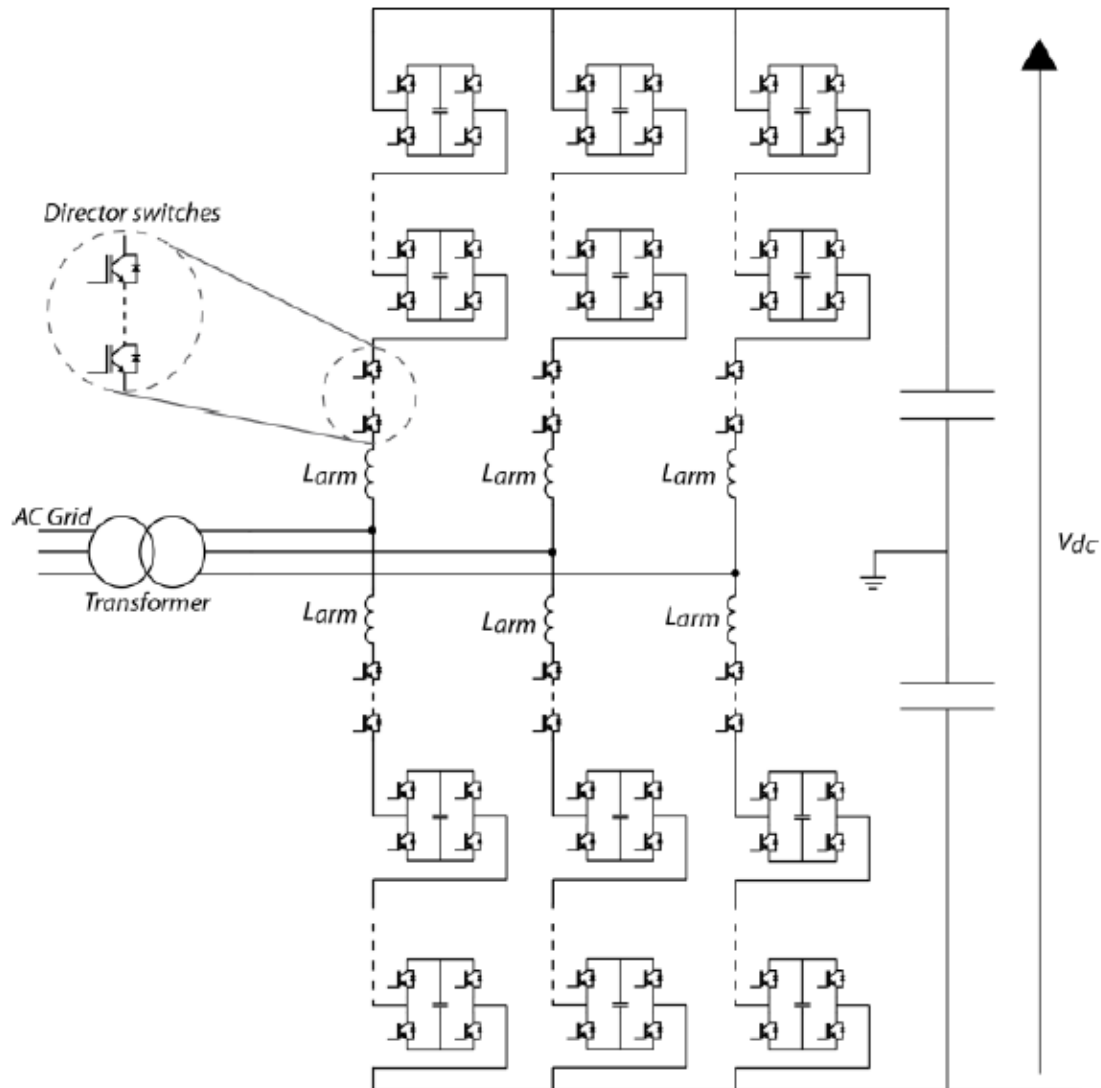 Director switches
Larm
Larm
Larm
AC Grid
Transformer
Vdc
Larm
Larm
Larm